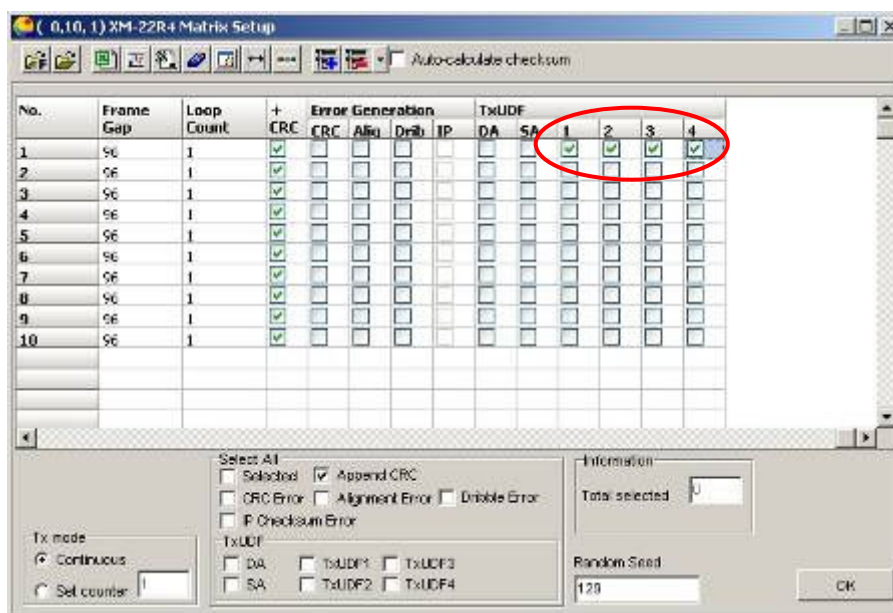 ( 0,10, 1) XM-22R4 Matrix Setup
Auto-calculate checksum
No. Frame Gap Loop Count + CRC Error Generation TxUDF
CRC Aliq Drib IP DA SA 1 2 3 4
1 96 1
2 96 1
3 96 1
4 96 1
5 96 1
6 96 1
7 96 1
8 96 1
9 96 1
10 96 1
Select All
Selected Append CRC
CRC Error Alignment Error Dribble Error
IP Checksum Error
TxUDF
DA TxUDF1 TxUDF3
SA TxUDF2 TxUDF4
Tx mode
Continuous
Set counter 1
Information
Total selected 0
Random Seed
129
OK